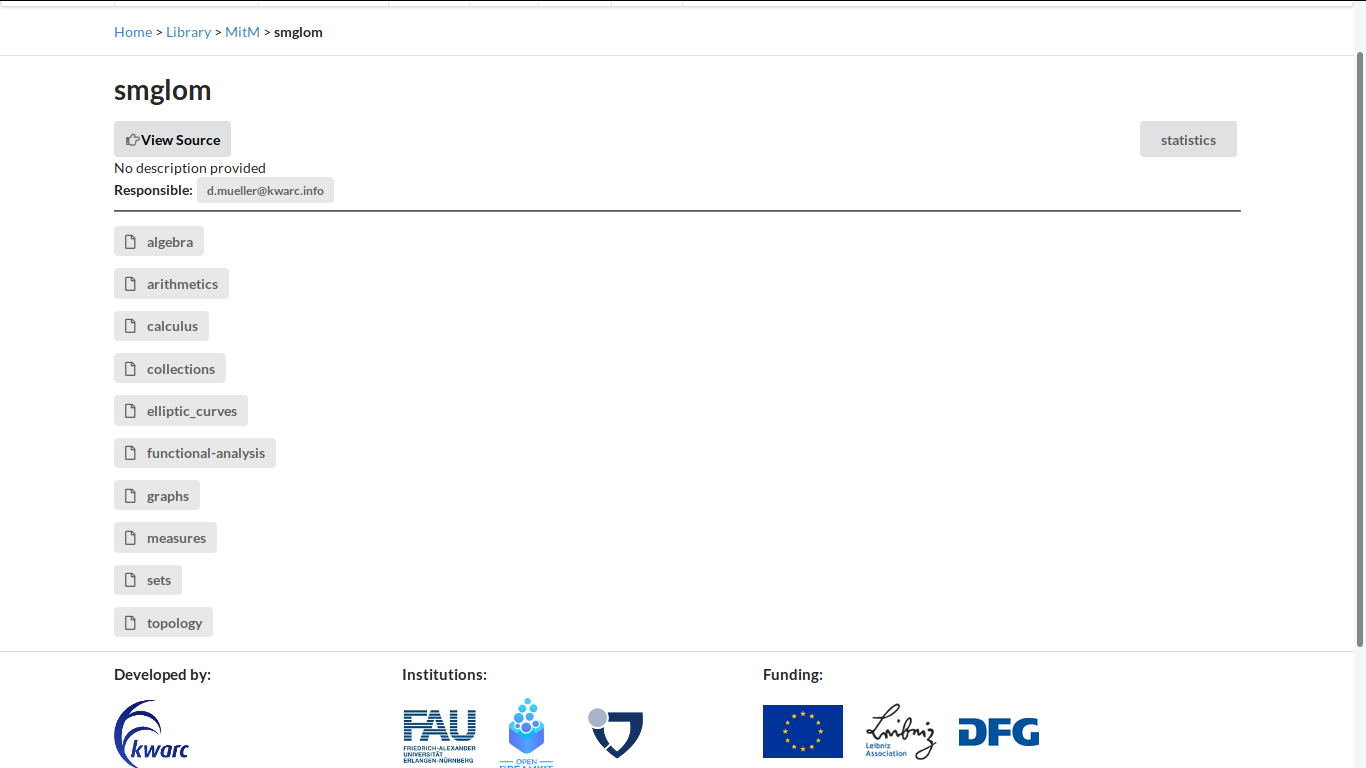 Home > Library > MitM > smglom
smglom
View Source
statistics
No description provided
Responsible: d.mueller@kwarc.info
algebra
arithmetics
calculus
collections
elliptic_curves
functional-analysis
graphs
measures
sets
topology
Developed by:
Institutions:
Funding:
kwarc
FAU
FRIEDRICH-ALEXANDER
UNIVERSITÄT
ERLANGEN-NÜRNBERG
OPEN
DREAMKIT
Leibniz
Leibniz
Association
DFG